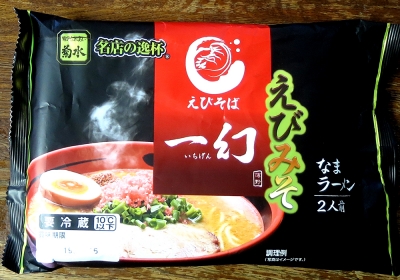 菊水
名店の逸杯
えびそば
一幻
いちげん
えびみそ
なま
ラーメン
2人前
要冷蔵
10℃以下
調理例